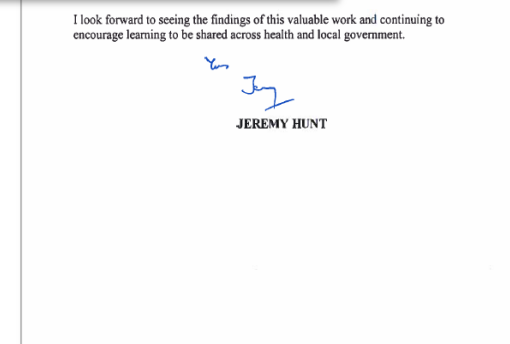 I look forward to seeing the findings of this valuable work and continuing to
encourage learning to be shared across health and local government.
Yours
Jeremy
JEREMY HUNT